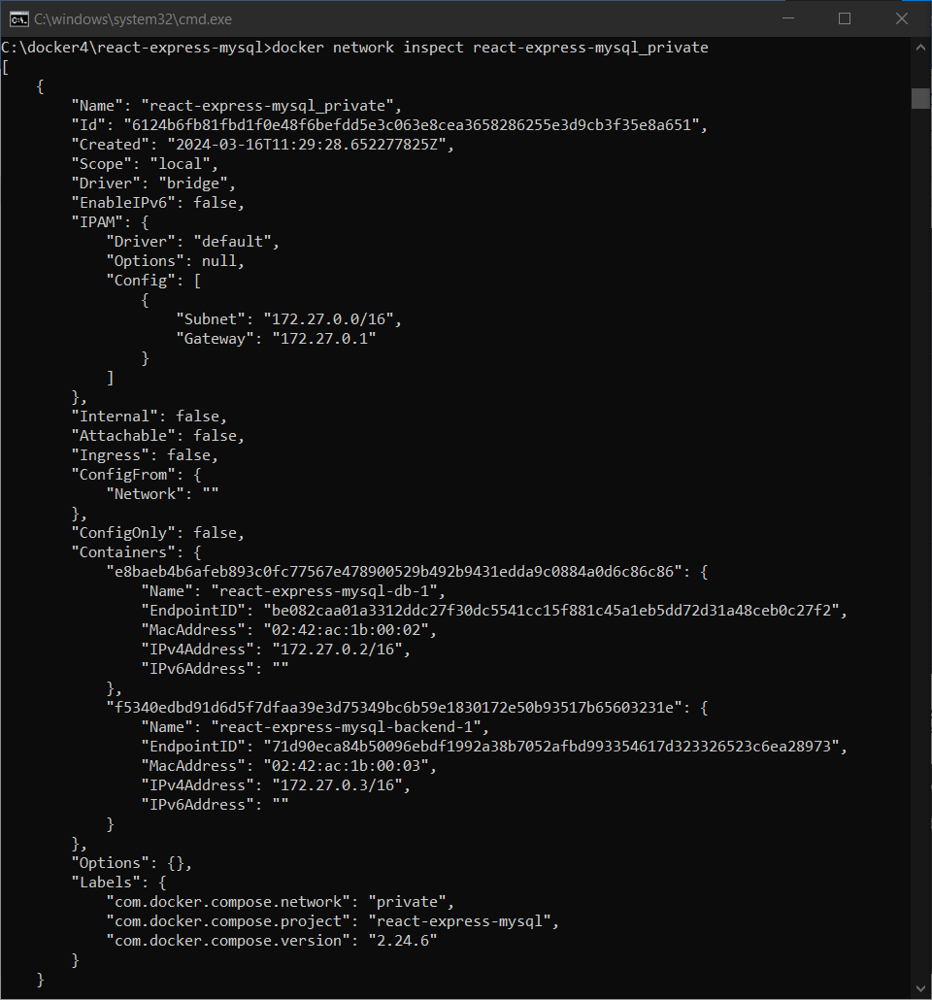 C:\windows\system32\cmd.exe
C:\docker4\react-express-mysql>docker network inspect react-express-mysql_private
[
    {
        "Name": "react-express-mysql_private",
        "Id": "6124b6fb81fbd1f0e48f6befdd5e3c063e8cea3658286255e3d9cb3f35e8a651",
        "Created": "2024-03-16T11:29:28.652277825Z",
        "Scope": "local",
        "Driver": "bridge",
        "EnableIPv6": false,
        "IPAM": {
            "Driver": "default",
            "Options": null,
            "Config": [
                {
                    "Subnet": "172.27.0.0/16",
                    "Gateway": "172.27.0.1"
                }
            ]
        },
        "Internal": false,
        "Attachable": false,
        "Ingress": false,
        "ConfigFrom": {
            "Network": ""
        },
        "ConfigOnly": false,
        "Containers": {
            "e8baeb4b6afeb893c0fc77567e478900529b492b9431edda9c0884a0d6c86c86": {
                "Name": "react-express-mysql-db-1",
                "EndpointID": "be082caa01a3312ddc27f30dc5541cc15f881c45a1eb5dd72d31a48ceb0c27f2",
                "MacAddress": "02:42:ac:1b:00:02",
                "IPv4Address": "172.27.0.2/16",
                "IPv6Address": ""
            },
            "f5340edbd91d6d5f7dfaa39e3d75349bc6b59e1830172e50b93517b65603231e": {
                "Name": "react-express-mysql-backend-1",
                "EndpointID": "71d90eca84b50096ebdf1992a38b7052afbd993354617d323326523c6ea28973",
                "MacAddress": "02:42:ac:1b:00:03",
                "IPv4Address": "172.27.0.3/16",
                "IPv6Address": ""
            }
        },
        "Options": {},
        "Labels": {
            "com.docker.compose.network": "private",
            "com.docker.compose.project": "react-express-mysql",
            "com.docker.compose.version": "2.24.6"
        }
    }